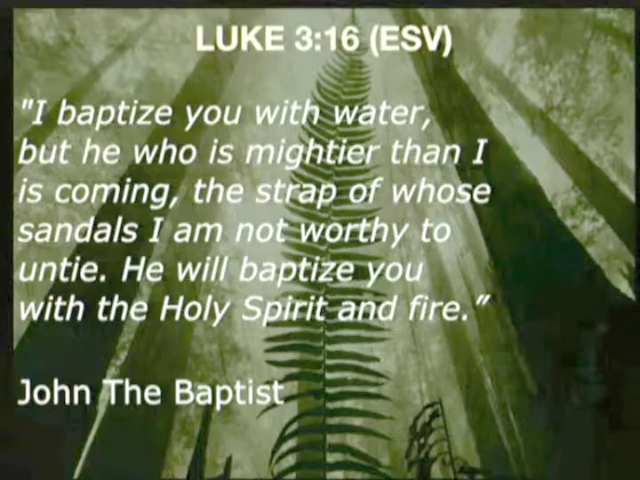 LUKE 3:16 (ESV)
"I baptize you with water,
but he who is mightier than I
is coming, the strap of whose
sandals I am not worthy to
untie. He will baptize you
with the Holy Spirit and fire.”
John The Baptist